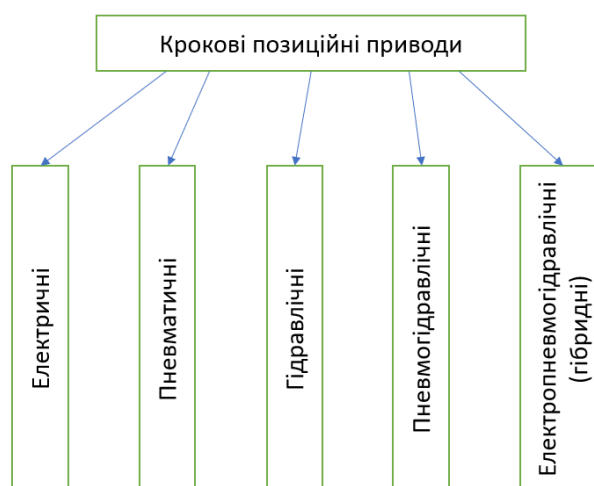 Крокові позиційні приводи
Електричні
Пневматичні
Гідравлічні
Пневмогідравлічні
Електропневмогідравлічні
(гібридні)